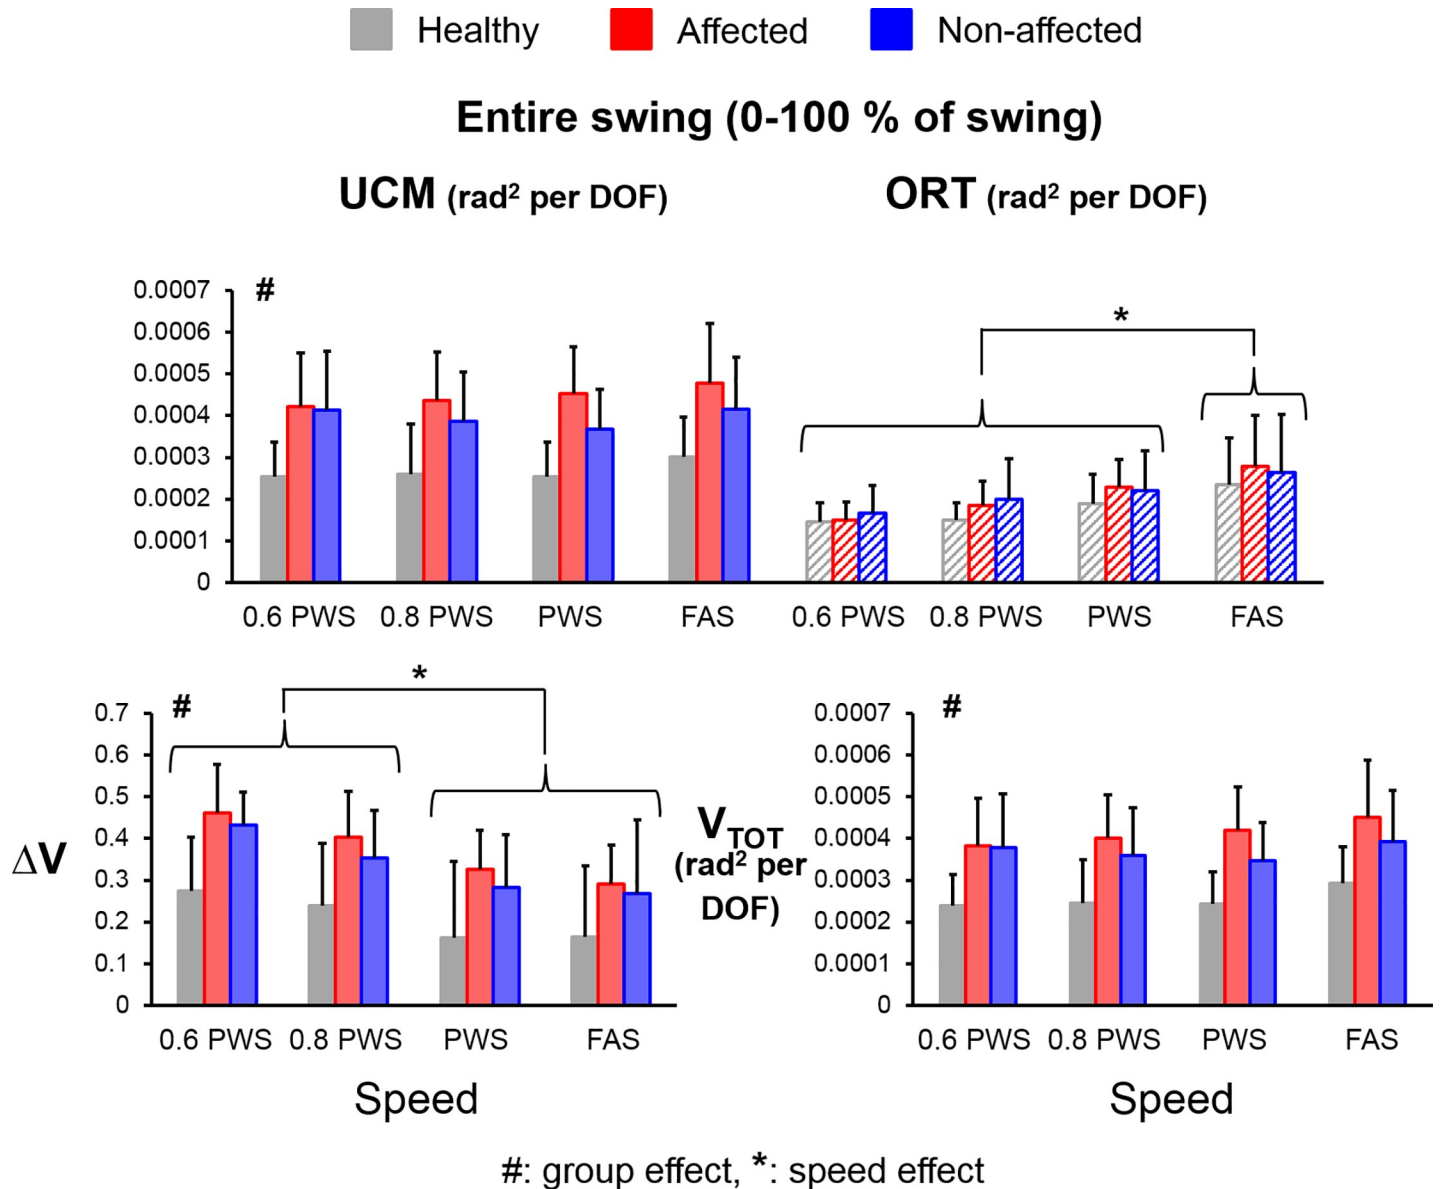 Healthy Affected Non-affected
Entire swing (0-100 % of swing)
UCM (rad² per DOF) ORT (rad² per DOF)
0.0007
#
0.0006
*
0.0005
0.0004
0.0003
0.0002
0.0001
0
0.6 PWS 0.8 PWS PWS FAS 0.6 PWS 0.8 PWS PWS FAS
ΔV
*
#
0.7
0.6
0.5
0.4
0.3
0.2
0.1
0
0.6 PWS 0.8 PWS PWS FAS
Speed
V_TOT
(rad² per
DOF)
0.0007
#
0.0006
0.0005
0.0004
0.0003
0.0002
0.0001
0
0.6 PWS 0.8 PWS PWS FAS
Speed
#: group effect, *: speed effect